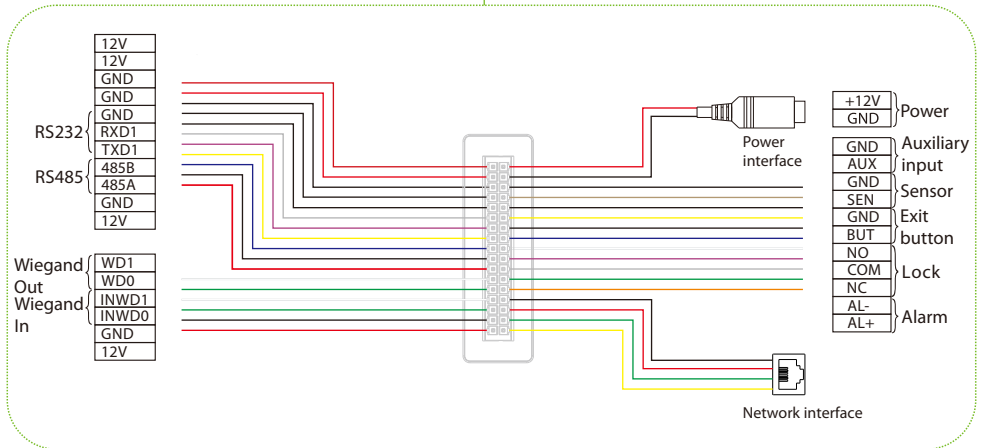 12V
12V
GND
GND
GND
RS232
RXD1
TXD1
RS485
485B
485A
GND
12V
Wiegand
Out
WD1
WD0
Wiegand
In
INWD1
INWD0
GND
12V
Power
interface
+12V
GND
Power
GND
AUX
Auxiliary
input
GND
SEN
Sensor
GND
BUT
Exit
button
NO
COM
NC
Lock
AL-
AL+
Alarm
Network interface